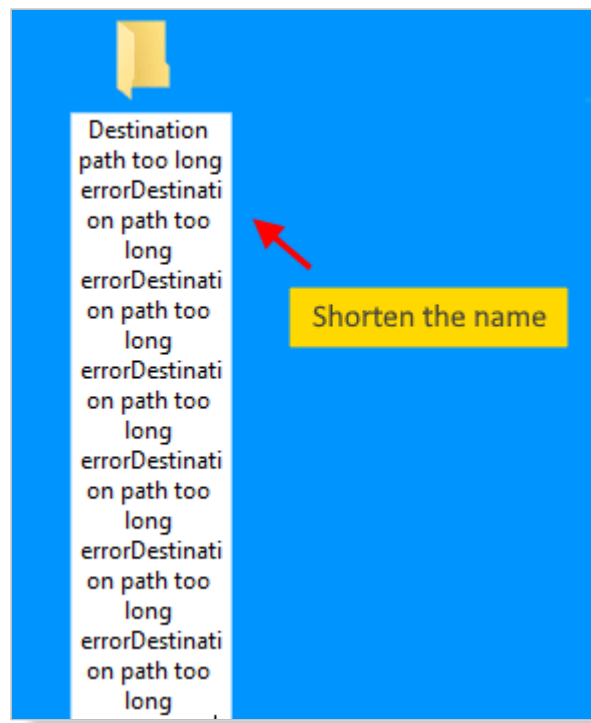 Destination
path too long
errorDestinati
on path too
long
errorDestinati
on path too
long
errorDestinati
on path too
long
errorDestinati
on path too
long
errorDestinati
on path too
long
errorDestinati
on path too
long
Shorten the name